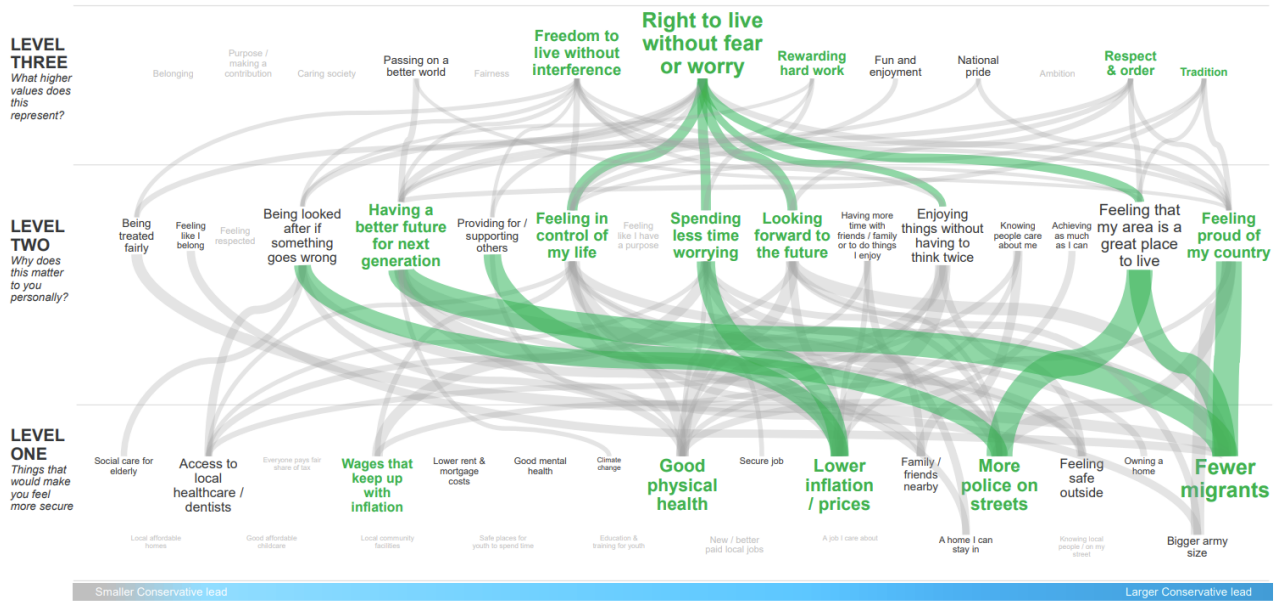 LEVEL
THREE
What higher
values does
this
represent?
Belonging
Purpose /
making a
contribution
Caring society
Passing on a
better world
Fairness
Freedom to
live without
interference
Right to live
without fear
or worry
Rewarding
hard work
Fun and
enjoyment
National
pride
Ambition
Respect
& order
Tradition
LEVEL
TWO
Why does
this matter
to you
personally?
Being
treated
fairly
Feeling
like I
belong
Feeling
respected
Being looked
after if
something
goes wrong
Having a
better future
for next
generation
Providing for /
supporting
others
Feeling in
control of
my life
Feeling
like I have
a purpose
Spending
less time
worrying
Looking
forward to
the future
Having more
time with
friends / family
or to do things
I enjoy
Enjoying
things without
having to
think twice
Knowing
people care
about me
Achieving
as much
as I can
Feeling that
my area is a
great place
to live
Feeling
proud of
my country
LEVEL
ONE
Things that
would make
you feel
more secure
Social care for
elderly
Access to
local
healthcare /
dentists
Everyone pays fair
share of tax
Wages that
keep up
with
inflation
Lower rent &
mortgage
costs
Good mental
health
Climate
change
Good
physical
health
Secure job
Lower
inflation
/ prices
Family /
friends
nearby
More
police on
streets
Feeling
safe
outside
Owning a
home
Fewer
migrants
Local affordable
homes
Good affordable
childcare
Local community
facilities
Safe places for
youth to spend time
Education &
training for youth
New / better
paid local jobs
A job I care about
A home I can
stay in
Knowing local
people / on my
street
Bigger army
size
Smaller Conservative lead
Larger Conservative lead